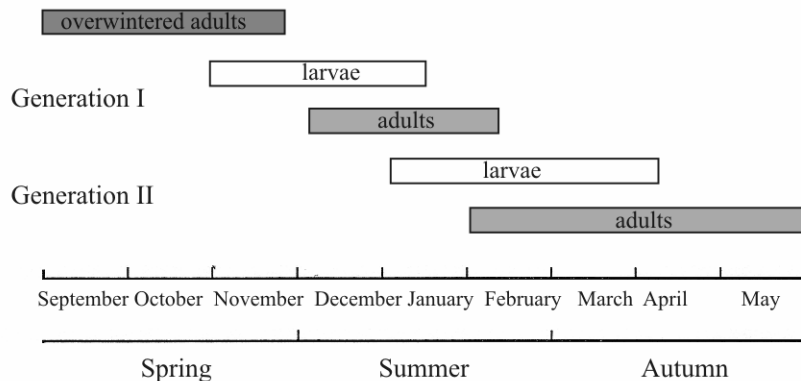 overwintered adults
larvae
Generation I
adults
larvae
Generation II
adults
September October November December January February March April May
Spring Summer Autumn